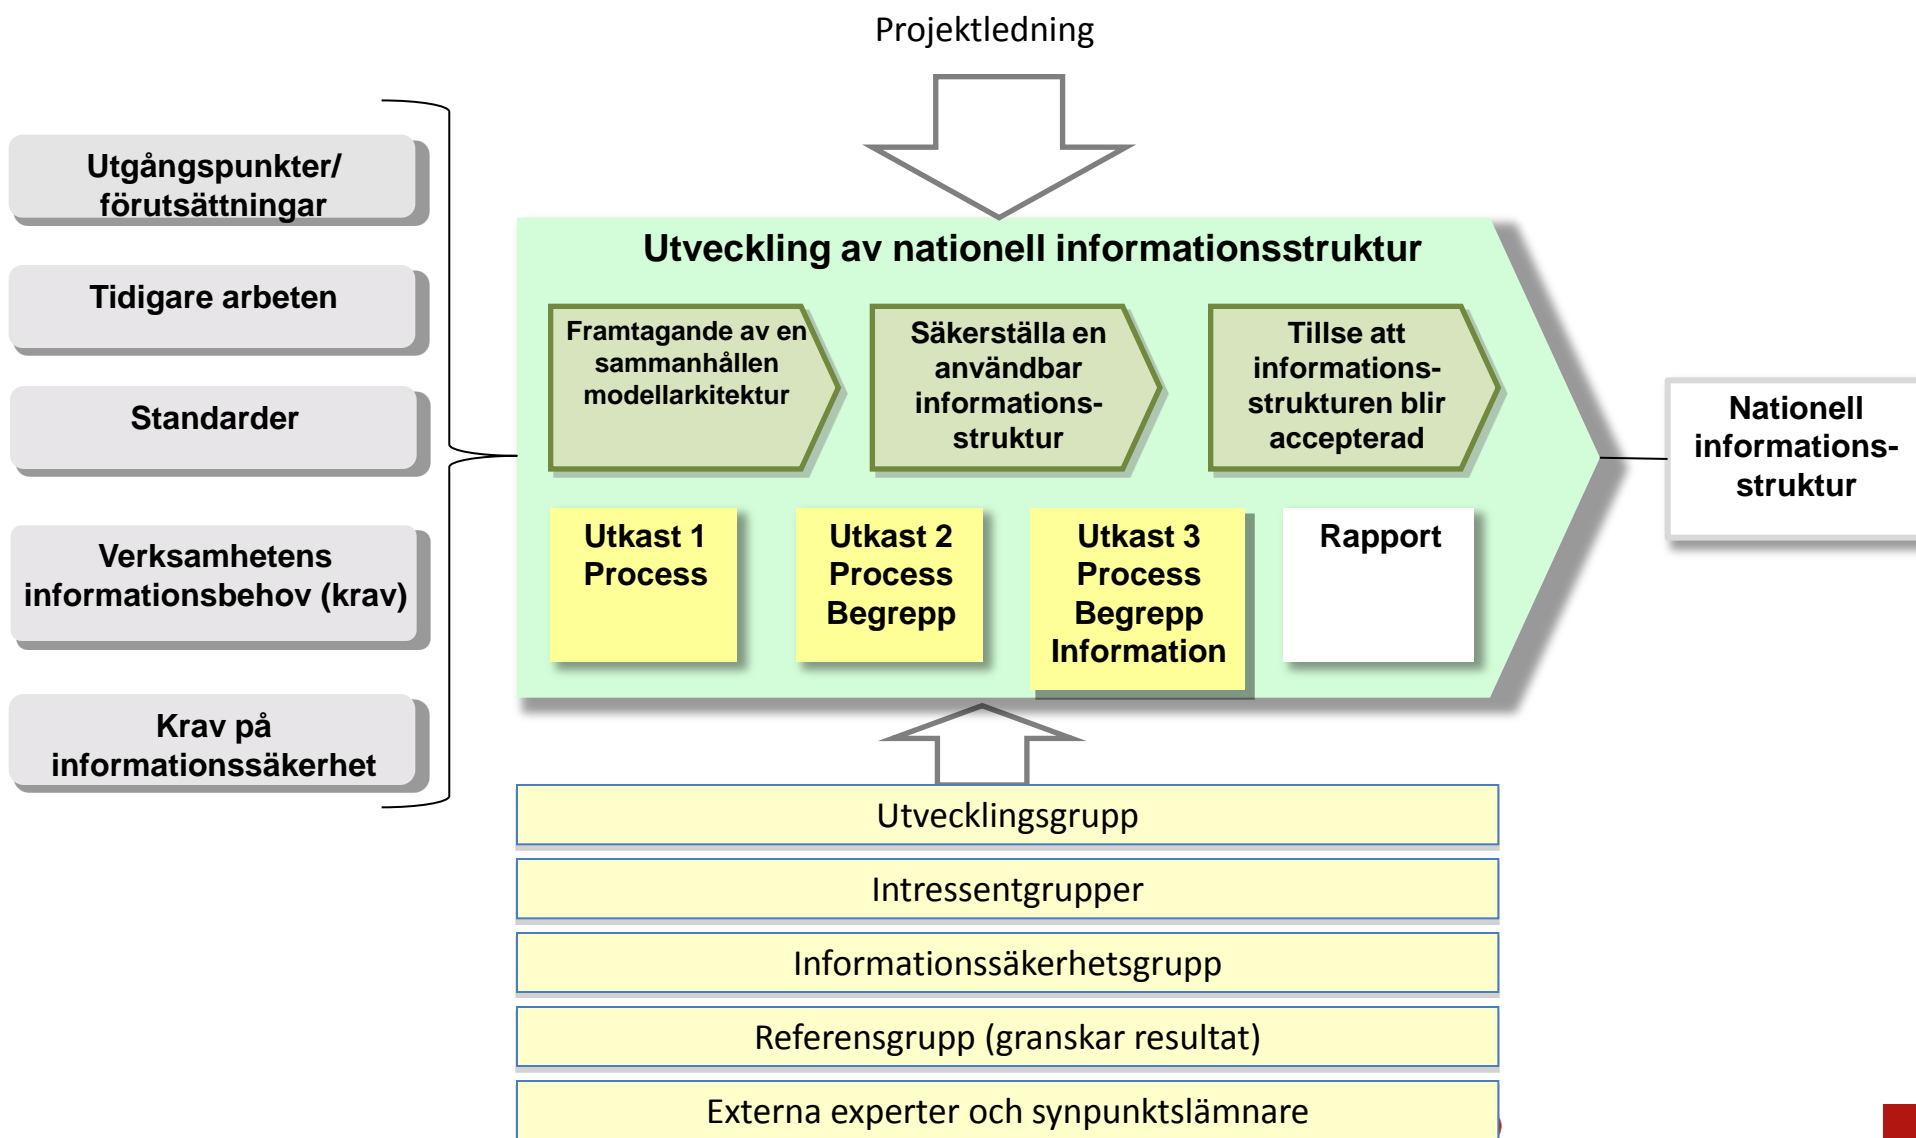 Projektledning
Utgångspunkter/
förutsättningar
Tidigare arbeten
Standarder
Verksamhetens
informationsbehov (krav)
Krav på
informationssäkerhet
Utveckling av nationell informationsstruktur
Framtagande av en
sammanhållen
modellarkitektur
Säkerställa en
användbar
informations-
struktur
Tillse att
informations-
strukturen blir
accepterad
Utkast 1
Process
Utkast 2
Process
Begrepp
Utkast 3
Process
Begrepp
Information
Rapport
Nationell
informations-
struktur
Utvecklingsgrupp
Intressentgrupper
Informationssäkerhetsgrupp
Referensgrupp (granskar resultat)
Externa experter och synpunktslämnare